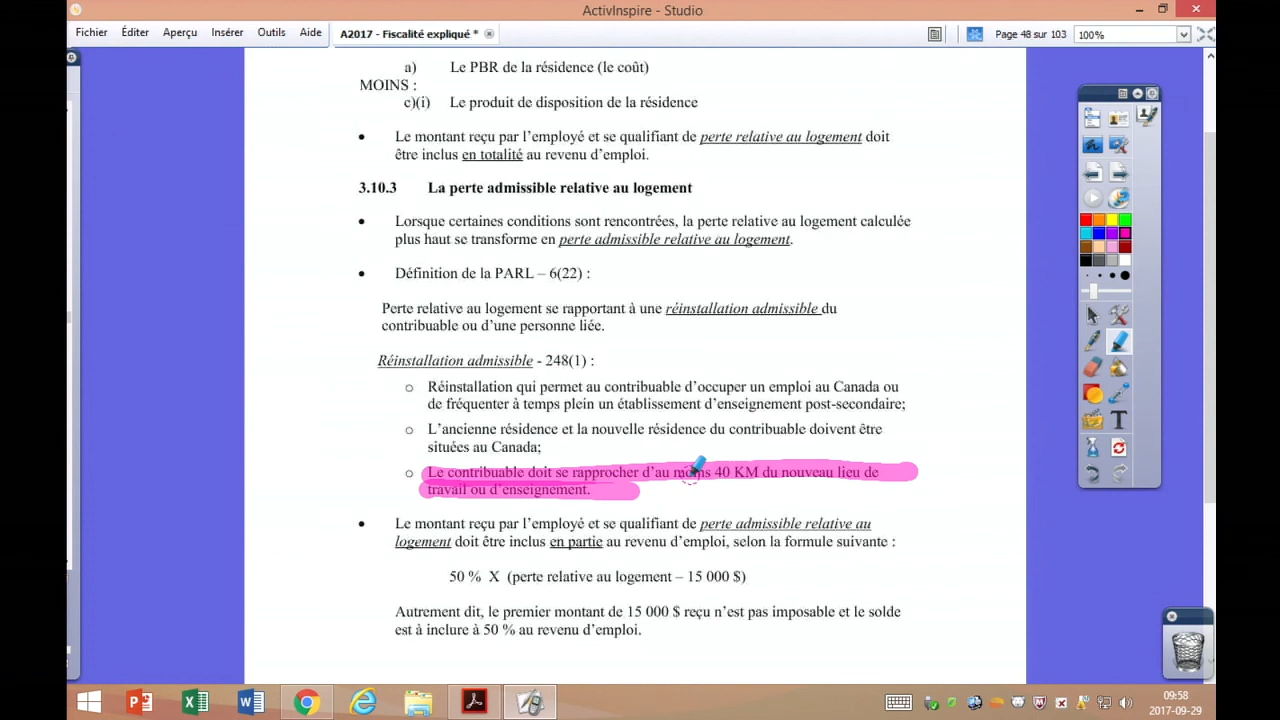 ActivInspire - Studio
Fichier Éditer Aperçu Insérer Outils Aide A2017 - Fiscalité expliqué * Page 48 sur 103 100%
a) Le PBR de la résidence (le coût)
MOINS :
c)(i) Le produit de disposition de la résidence
• Le montant reçu par l'employé et se qualifiant de perte relative au logement doit
être inclus en totalité au revenu d'emploi.
3.10.3 La perte admissible relative au logement
• Lorsque certaines conditions sont rencontrées, la perte relative au logement calculée
plus haut se transforme en perte admissible relative au logement.
• Définition de la PARL – 6(22) :
Perte relative au logement se rapportant à une réinstallation admissible du
contribuable ou d'une personne liée.
Réinstallation admissible - 248(1) :
o Réinstallation qui permet au contribuable d'occuper un emploi au Canada ou
de fréquenter à temps plein un établissement d'enseignement post-secondaire;
o L'ancienne résidence et la nouvelle résidence du contribuable doivent être
situées au Canada;
o Le contribuable doit se rapprocher d'au moins 40 KM du nouveau lieu de
travail ou d'enseignement.
• Le montant reçu par l'employé et se qualifiant de perte admissible relative au
logement doit être inclus en partie au revenu d'emploi, selon la formule suivante :
50 % X (perte relative au logement – 15 000 $)
Autrement dit, le premier montant de 15 000 $ reçu n'est pas imposable et le solde
est à inclure à 50 % au revenu d'emploi.
09:58
2017-09-29